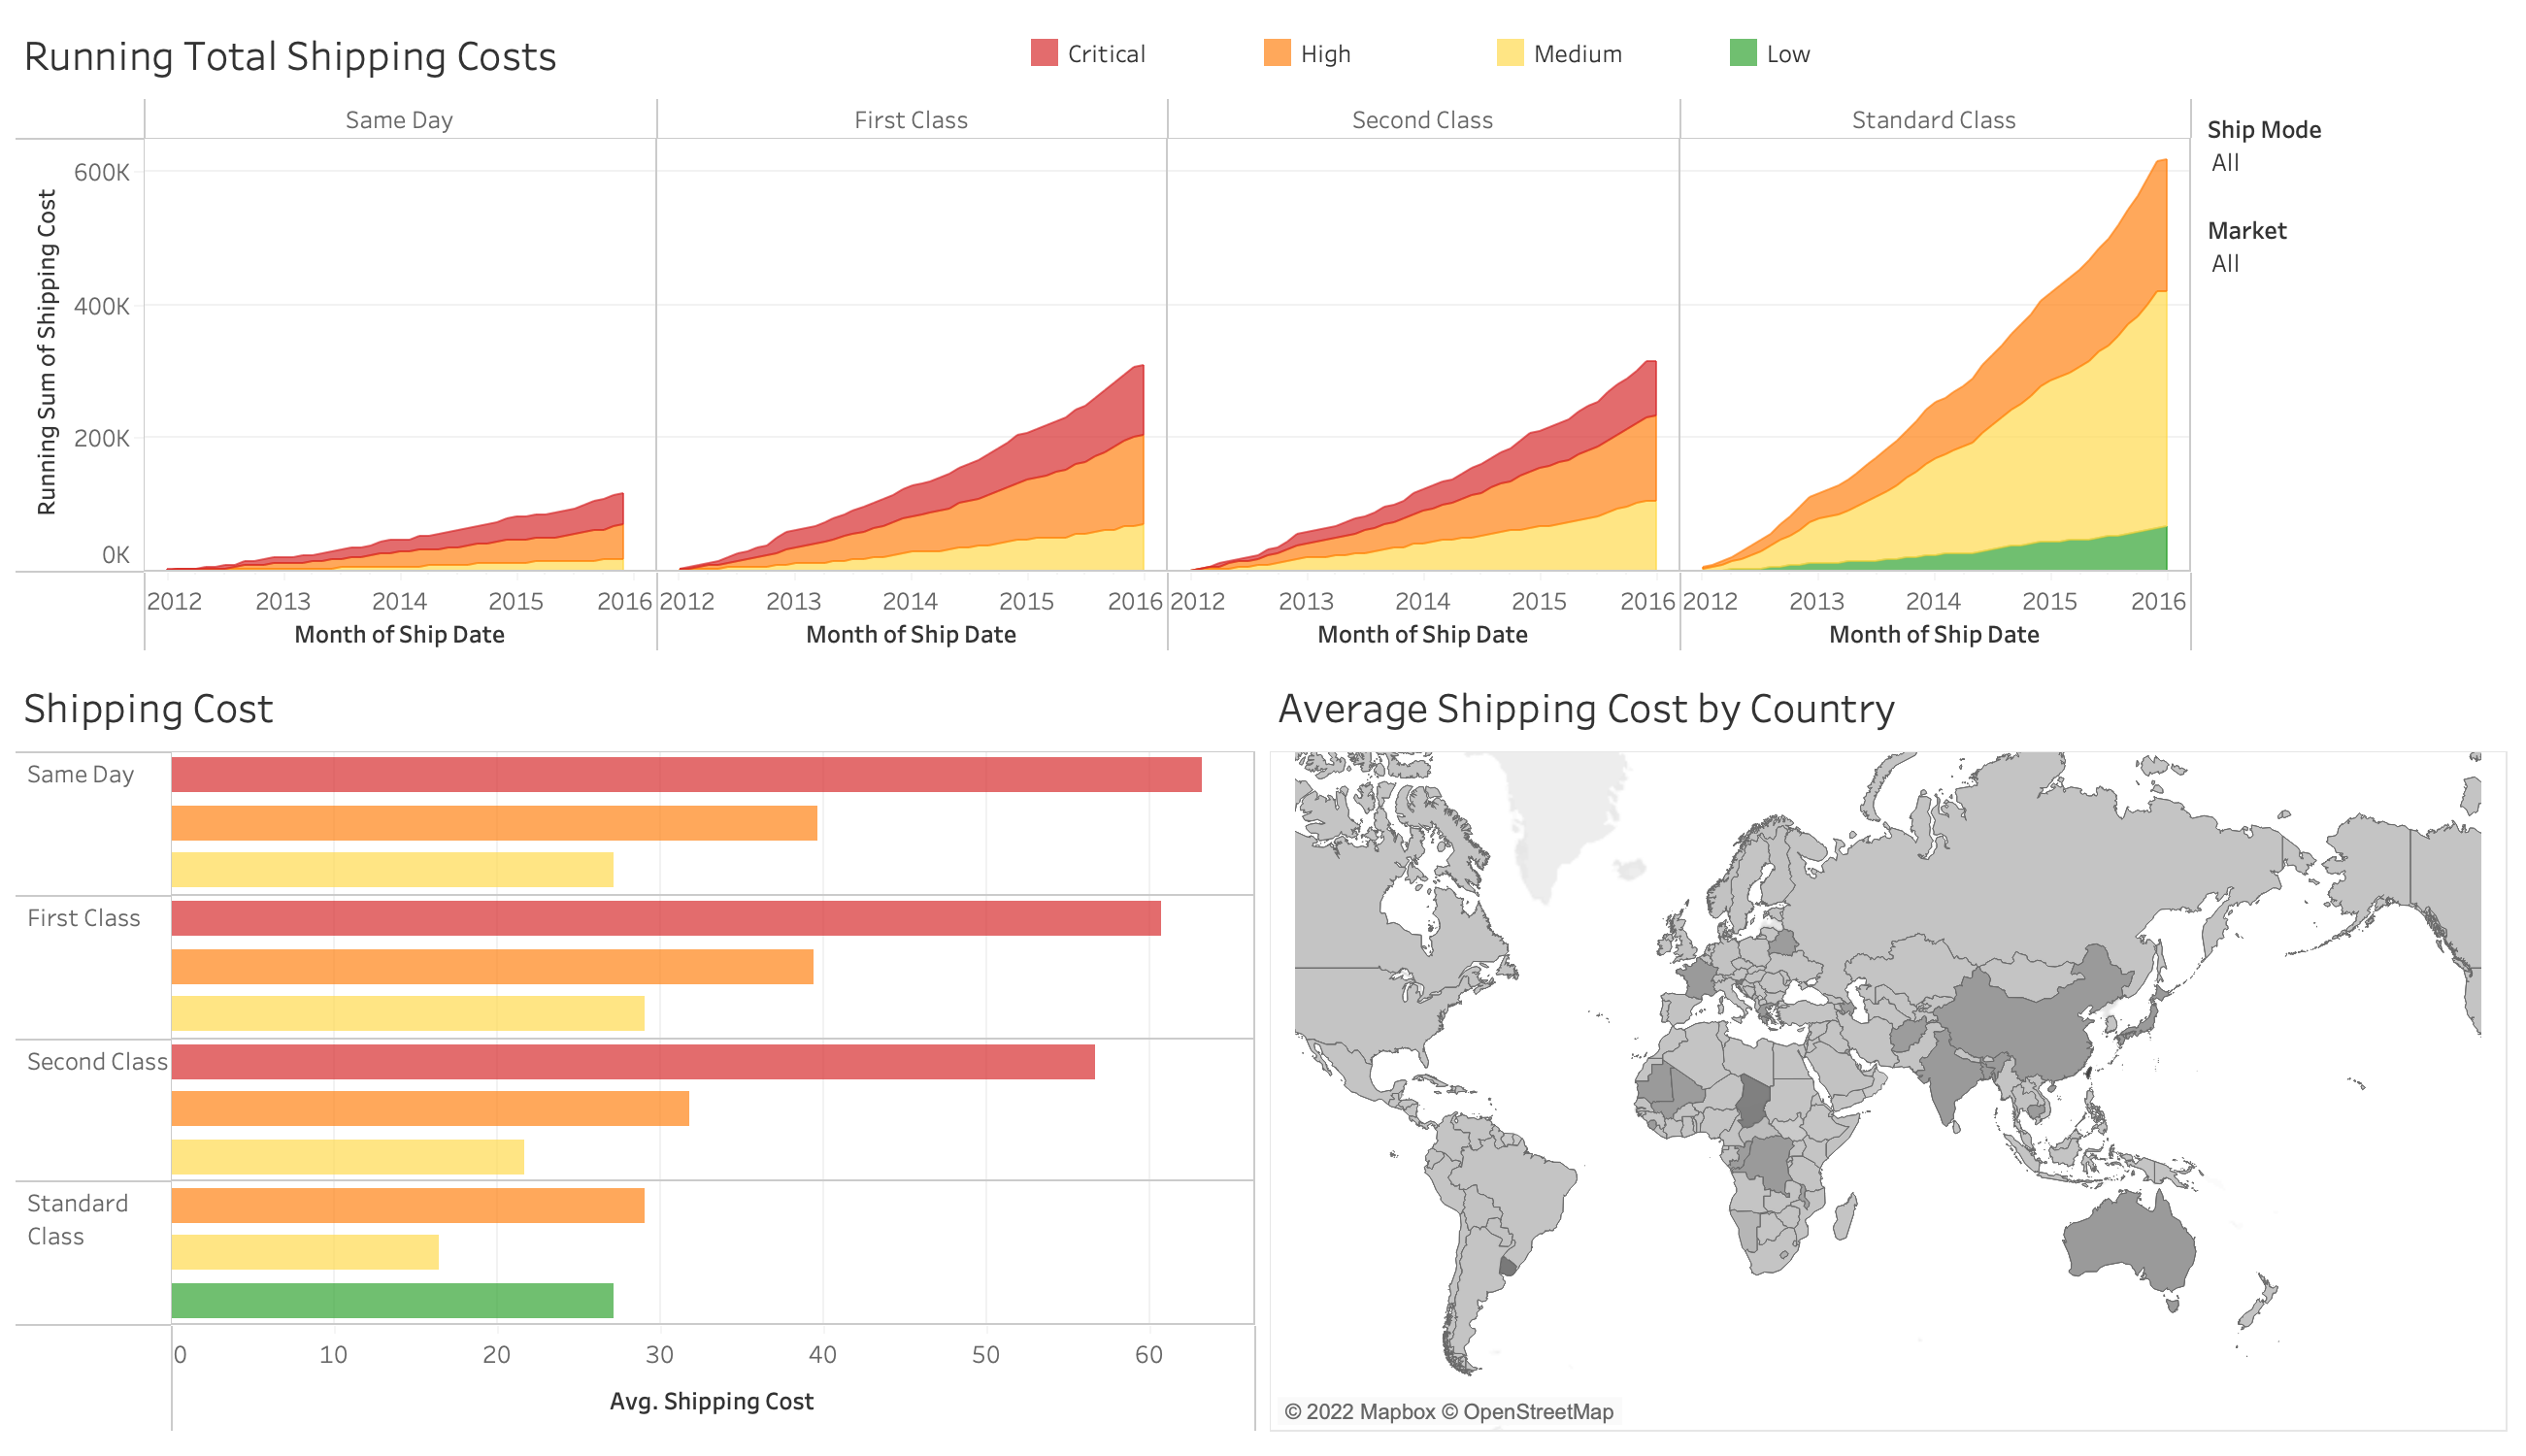 Running Total Shipping Costs
Critical High Medium Low
Same Day First Class Second Class Standard Class
Ship Mode
All
Market
All
Running Sum of Shipping Cost
600K
400K
200K
0K
2012 2013 2014 2015 2016 2012 2013 2014 2015 2016 2012 2013 2014 2015 2016 2012 2013 2014 2015 2016
Month of Ship Date Month of Ship Date Month of Ship Date Month of Ship Date
Shipping Cost
Same Day
First Class
Second Class
Standard
Class
0 10 20 30 40 50 60
Avg. Shipping Cost
Average Shipping Cost by Country
© 2022 Mapbox © OpenStreetMap